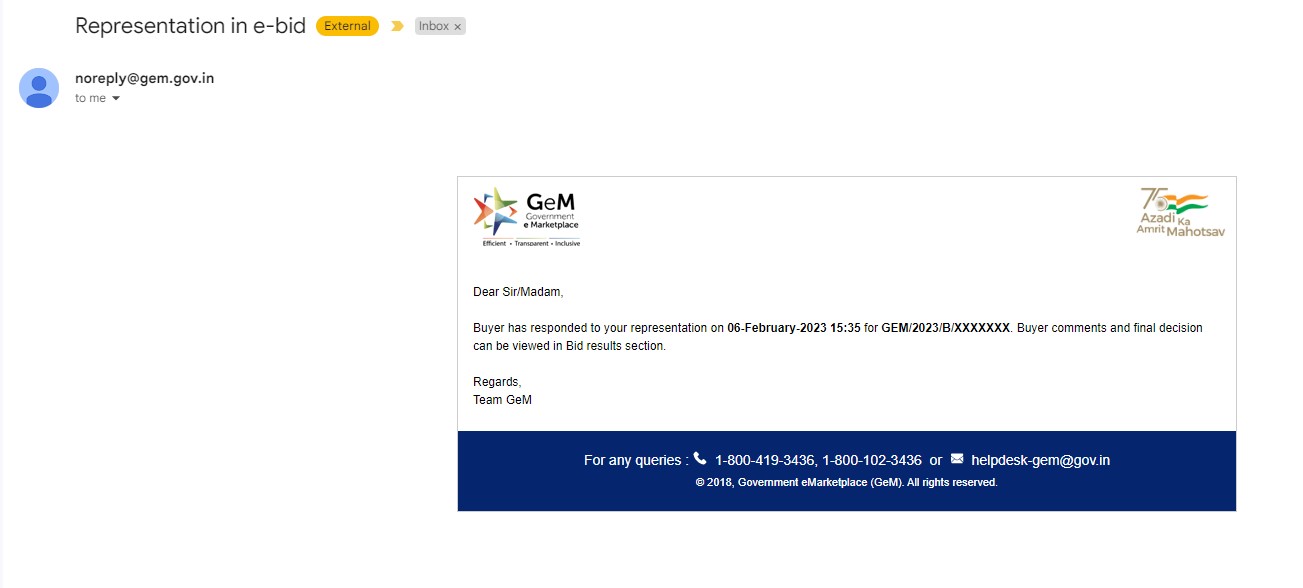 Representation in e-bid External Inbox ×
noreply@gem.gov.in
to me
GeM
Government
e Marketplace
Efficient • Transparent • Inclusive
75
Azadi Ka
Amrit Mahotsav
Dear Sir/Madam,
Buyer has responded to your representation on 06-February-2023 15:35 for GEM/2023/B/XXXXXXX. Buyer comments and final decision
can be viewed in Bid results section.
Regards,
Team GeM
For any queries : 1-800-419-3436, 1-800-102-3436 or helpdesk-gem@gov.in
© 2018, Government eMarketplace (GeM). All rights reserved.